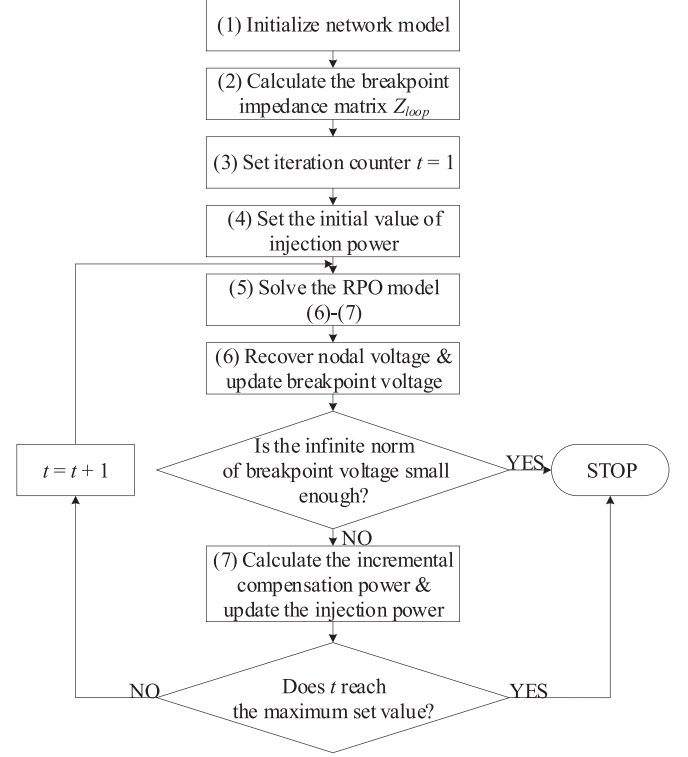 (1) Initialize network model
(2) Calculate the breakpoint
impedance matrix Z_loop
(3) Set iteration counter t = 1
(4) Set the initial value of
injection power
(5) Solve the RPO model
(6)-(7)
(6) Recover nodal voltage &
update breakpoint voltage
Is the infinite norm
of breakpoint voltage small
enough?
YES
STOP
t = t + 1
NO
(7) Calculate the incremental
compensation power &
update the injection power
NO
Does t reach
the maximum set value?
YES